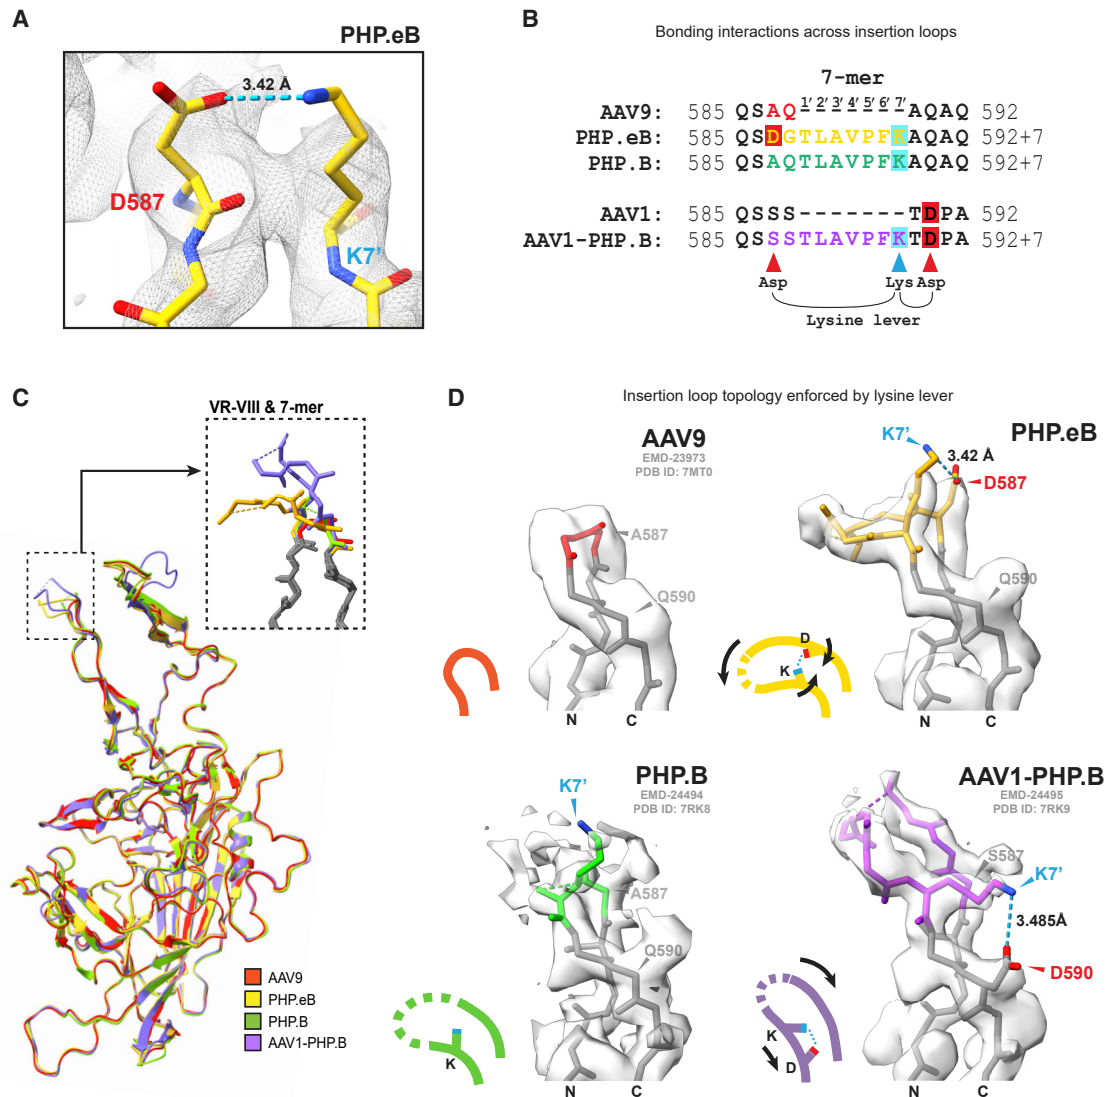 A
PHP.eB
3.42 Å
D587
K7’
B
Bonding interactions across insertion loops
7-mer
1’ 2’ 3’ 4’ 5’ 6’ 7’
AAV9: 585 QSAQ-------AQAQ 592
PHP.eB: 585 QSDGTLAVPFKAQAQ 592+7
PHP.B: 585 QSAQTLAVPFKAQAQ 592+7
AAV1: 585 QSSS-------TDPA 592
AAV1-PHP.B: 585 QSSSTLAVPFKTDPA 592+7
Asp Lys Asp
Lysine lever
C
VR-VIII & 7-mer
AAV9
PHP.eB
PHP.B
AAV1-PHP.B
D
Insertion loop topology enforced by lysine lever
AAV9
EMD-23973
PDB ID: 7MT0
A587
Q590
N C
PHP.eB
K7’
3.42 Å
D587
Q590
D
K
N C
PHP.B
EMD-24494
PDB ID: 7RK8
K7’
A587
Q590
K
N C
AAV1-PHP.B
EMD-24495
PDB ID: 7RK9
S587
K7’
3.485Å
D590
K
D
N C